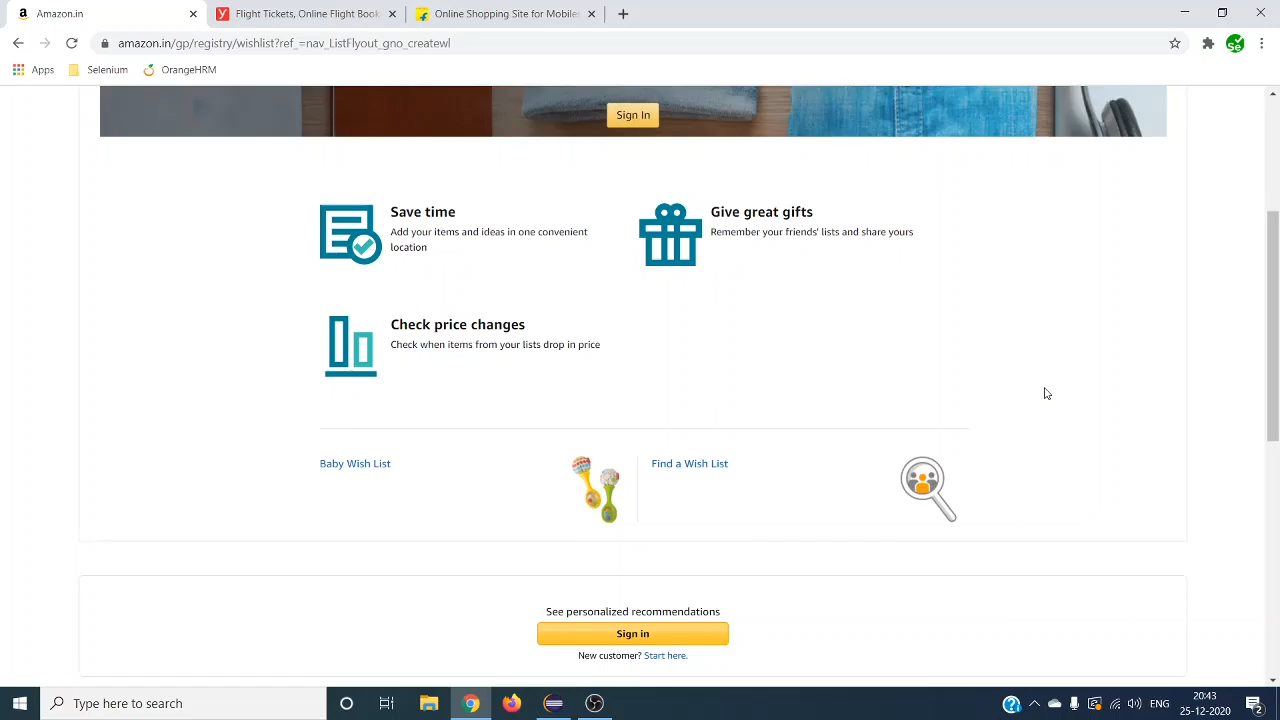 Amazon.in
Flight Tickets, Online Flight Book
Online Shopping Site for Mobiles
amazon.in/gp/registry/wishlist?ref_=nav_ListFlyout_gno_createwl
Se
Apps
Selenium
OrangeHRM
Sign In
Save time
Add your items and ideas in one convenient
location
Give great gifts
Remember your friends' lists and share yours
Check price changes
Check when items from your lists drop in price
Baby Wish List
Find a Wish List
See personalized recommendations
Sign in
New customer? Start here.
Type here to search
ENG
20:43
25-12-2020
2